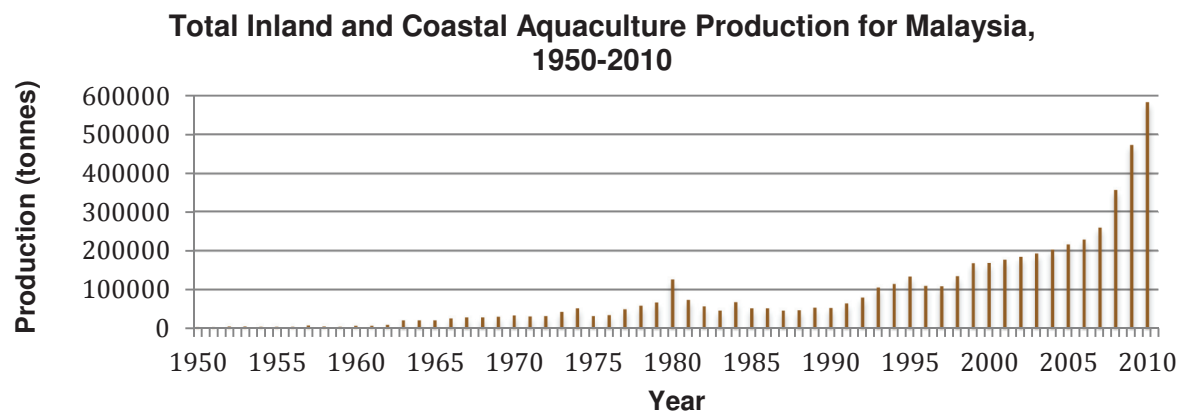 Total Inland and Coastal Aquaculture Production for Malaysia,
1950-2010
Production (tonnes)
600000
500000
400000
300000
200000
100000
0
1950 1955 1960 1965 1970 1975 1980 1985 1990 1995 2000 2005 2010
Year